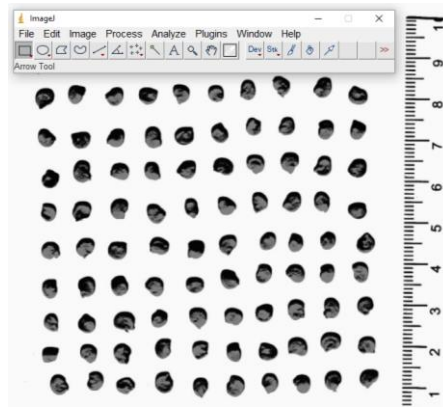 ImageJ
File Edit Image Process Analyze Plugins Window Help
A Dev Stk >>
Arrow Tool
9
8
7
6
5
4
3
2
1